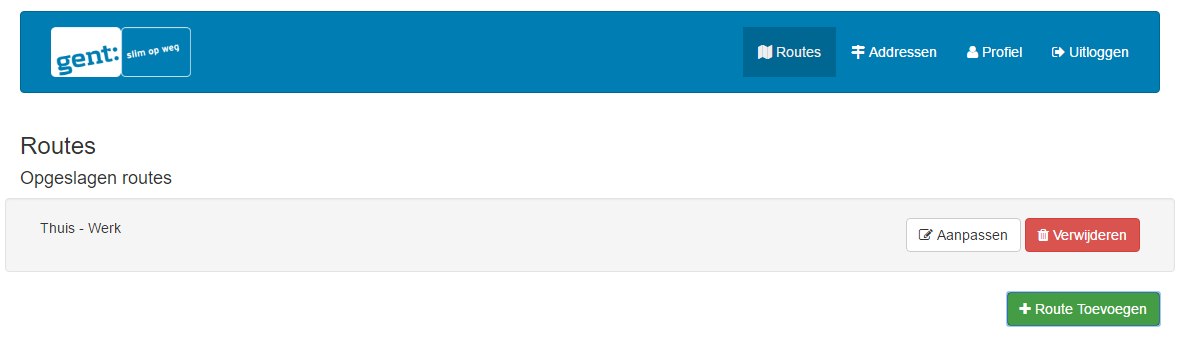 gent: slim op weg Routes Addressen Profiel Uitloggen
Routes
Opgeslagen routes
Thuis - Werk Aanpassen Verwijderen
Route Toevoegen